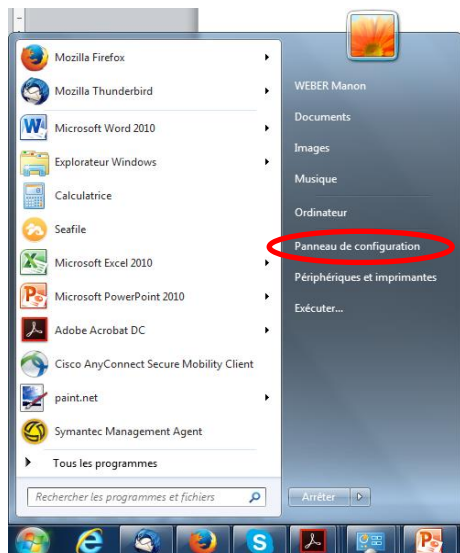 Mozilla Firefox
Mozilla Thunderbird
Microsoft Word 2010
Explorateur Windows
Calculatrice
Seafile
Microsoft Excel 2010
Microsoft PowerPoint 2010
Adobe Acrobat DC
Cisco AnyConnect Secure Mobility Client
paint.net
Symantec Management Agent
Tous les programmes
Rechercher les programmes et fichiers
WEBER Manon
Documents
Images
Musique
Ordinateur
Panneau de configuration
Périphériques et imprimantes
Exécuter...
Arrêter